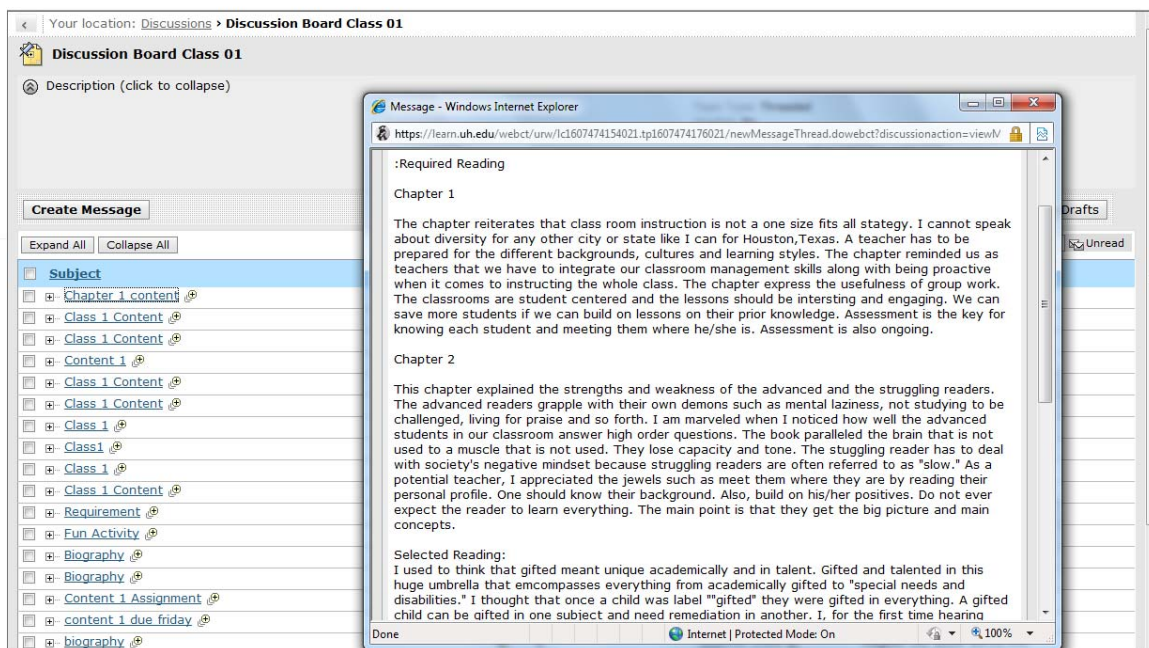 Your location: Discussions › Discussion Board Class 01
Discussion Board Class 01
Description (click to collapse)
Create Message
Drafts
Expand All
Collapse All
Unread
Subject
Chapter 1 content
Class 1 Content
Class 1 Content
Content 1
Class 1 Content
Class 1 Content
Class 1
Class1
Class 1
Class 1 Content
Requirement
Fun Activity
Biography
Biography
Content 1 Assignment
content 1 due friday
biography
Message - Windows Internet Explorer
https://learn.uh.edu/webct/urw/lc1607474154021.tp1607474176021/newMessageThread.dowebct?discussionaction=viewM
:Required Reading
Chapter 1
The chapter reiterates that class room instruction is not a one size fits all stategy. I cannot speak
about diversity for any other city or state like I can for Houston,Texas. A teacher has to be
prepared for the different backgrounds, cultures and learning styles. The chapter reminded us as
teachers that we have to integrate our classroom management skills along with being proactive
when it comes to instructing the whole class. The chapter express the usefulness of group work.
The classrooms are student centered and the lessons should be intersting and engaging. We can
save more students if we can build on lessons on their prior knowledge. Assessment is the key for
knowing each student and meeting them where he/she is. Assessment is also ongoing.
Chapter 2
This chapter explained the strengths and weakness of the advanced and the struggling readers.
The advanced readers grapple with their own demons such as mental laziness, not studying to be
challenged, living for praise and so forth. I am marveled when I noticed how well the advanced
students in our classroom answer high order questions. The book paralleled the brain that is not
used to a muscle that is not used. They lose capacity and tone. The stuggling reader has to deal
with society's negative mindset because struggling readers are often referred to as "slow." As a
potential teacher, I appreciated the jewels such as meet them where they are by reading their
personal profile. One should know their background. Also, build on his/her positives. Do not ever
expect the reader to learn everything. The main point is that they get the big picture and main
concepts.
Selected Reading:
I used to think that gifted meant unique academically and in talent. Gifted and talented in this
huge umbrella that emcompasses everything from academically gifted to "special needs and
disabilities." I thought that once a child was label ""gifted" they were gifted in everything. A gifted
child can be gifted in one subject and need remediation in another. I, for the first time hearing
Done
Internet | Protected Mode: On
100%